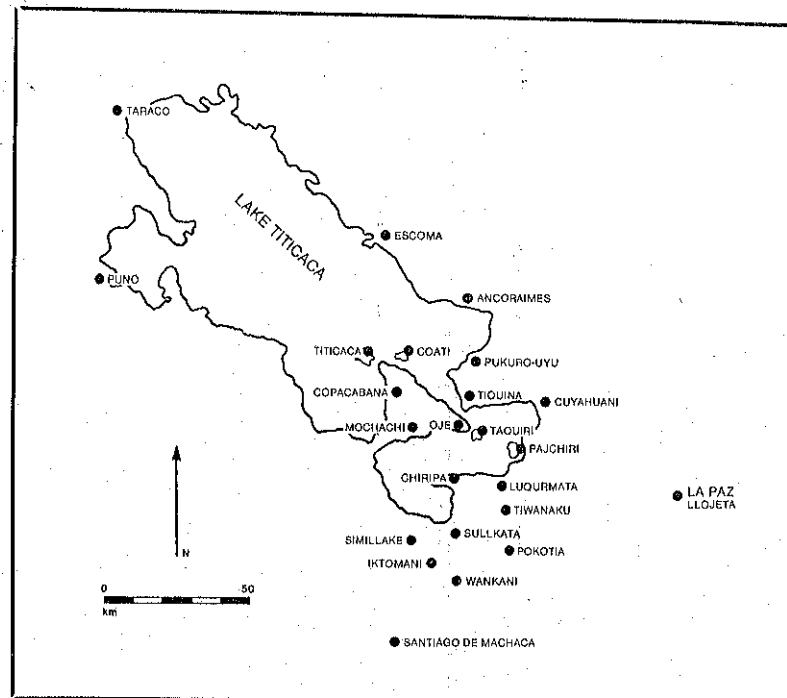 TARACO
LAKE TITICACA
ESCOMA
PUNO
ANCORAIMES
TITICACA
COATI
PUKURO-UYU
COPACABANA
TIQUINA
CUYAHUANI
MOCHACHI
OJE
TAQUIRI
PAJCHIRI
CHIRIPA
LUQURMATA
LA PAZ
LLOJETA
TIWANAKU
SIMILLAKE
SULLKATA
POKOTIA
N
IKTOMANI
WANKANI
0 50
km
SANTIAGO DE MACHACA